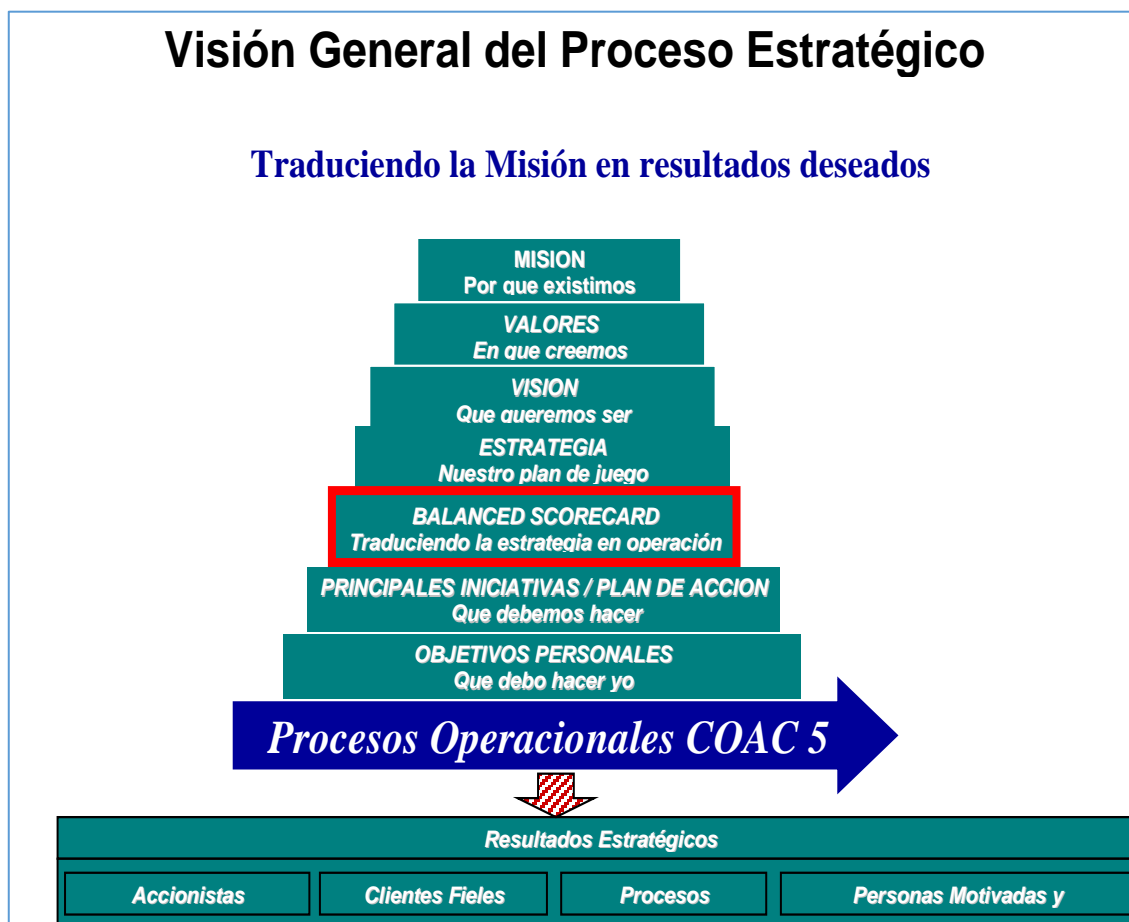 Visión General del Proceso Estratégico
Traduciendo la Misión en resultados deseados
MISION
Por que existimos
VALORES
En que creemos
VISION
Que queremos ser
ESTRATEGIA
Nuestro plan de juego
BALANCED SCORECARD
Traduciendo la estrategia en operación
PRINCIPALES INICIATIVAS / PLAN DE ACCION
Que debemos hacer
OBJETIVOS PERSONALES
Que debo hacer yo
Procesos Operacionales COAC 5
Resultados Estratégicos
Accionistas
Clientes Fieles
Procesos
Personas Motivadas y